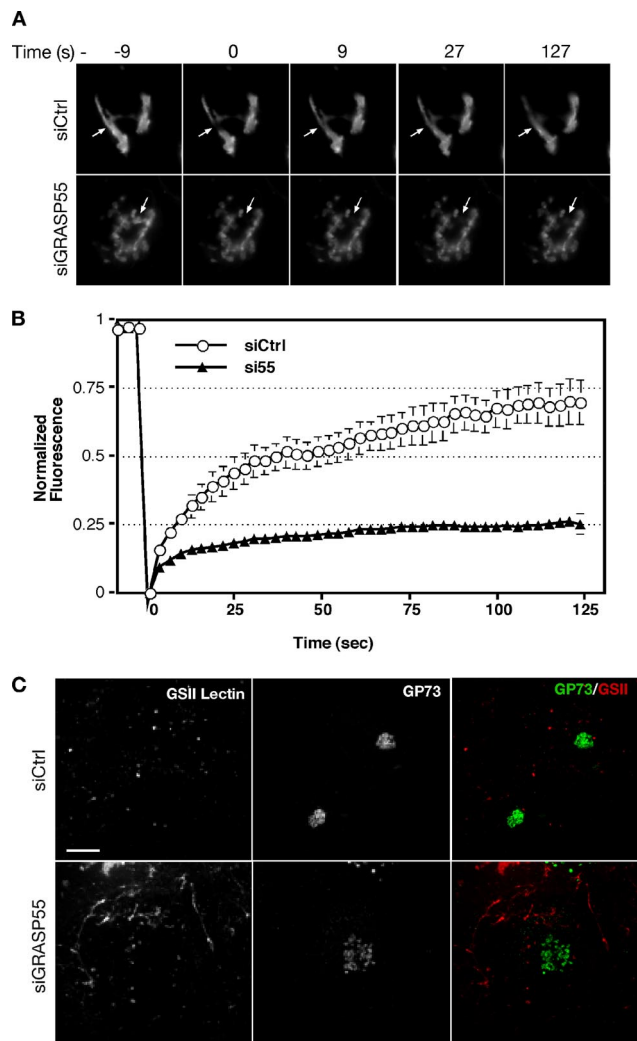 A
Time (s) - -9 0 9 27 127
siCtrl
siGRASP55
B
1
0.75
0.5
0.25
0
Normalized
Fluorescence
siCtrl
si55
0 25 50 75 100 125
Time (sec)
C
GSII Lectin GP73 GP73/GSII
siCtrl
siGRASP55